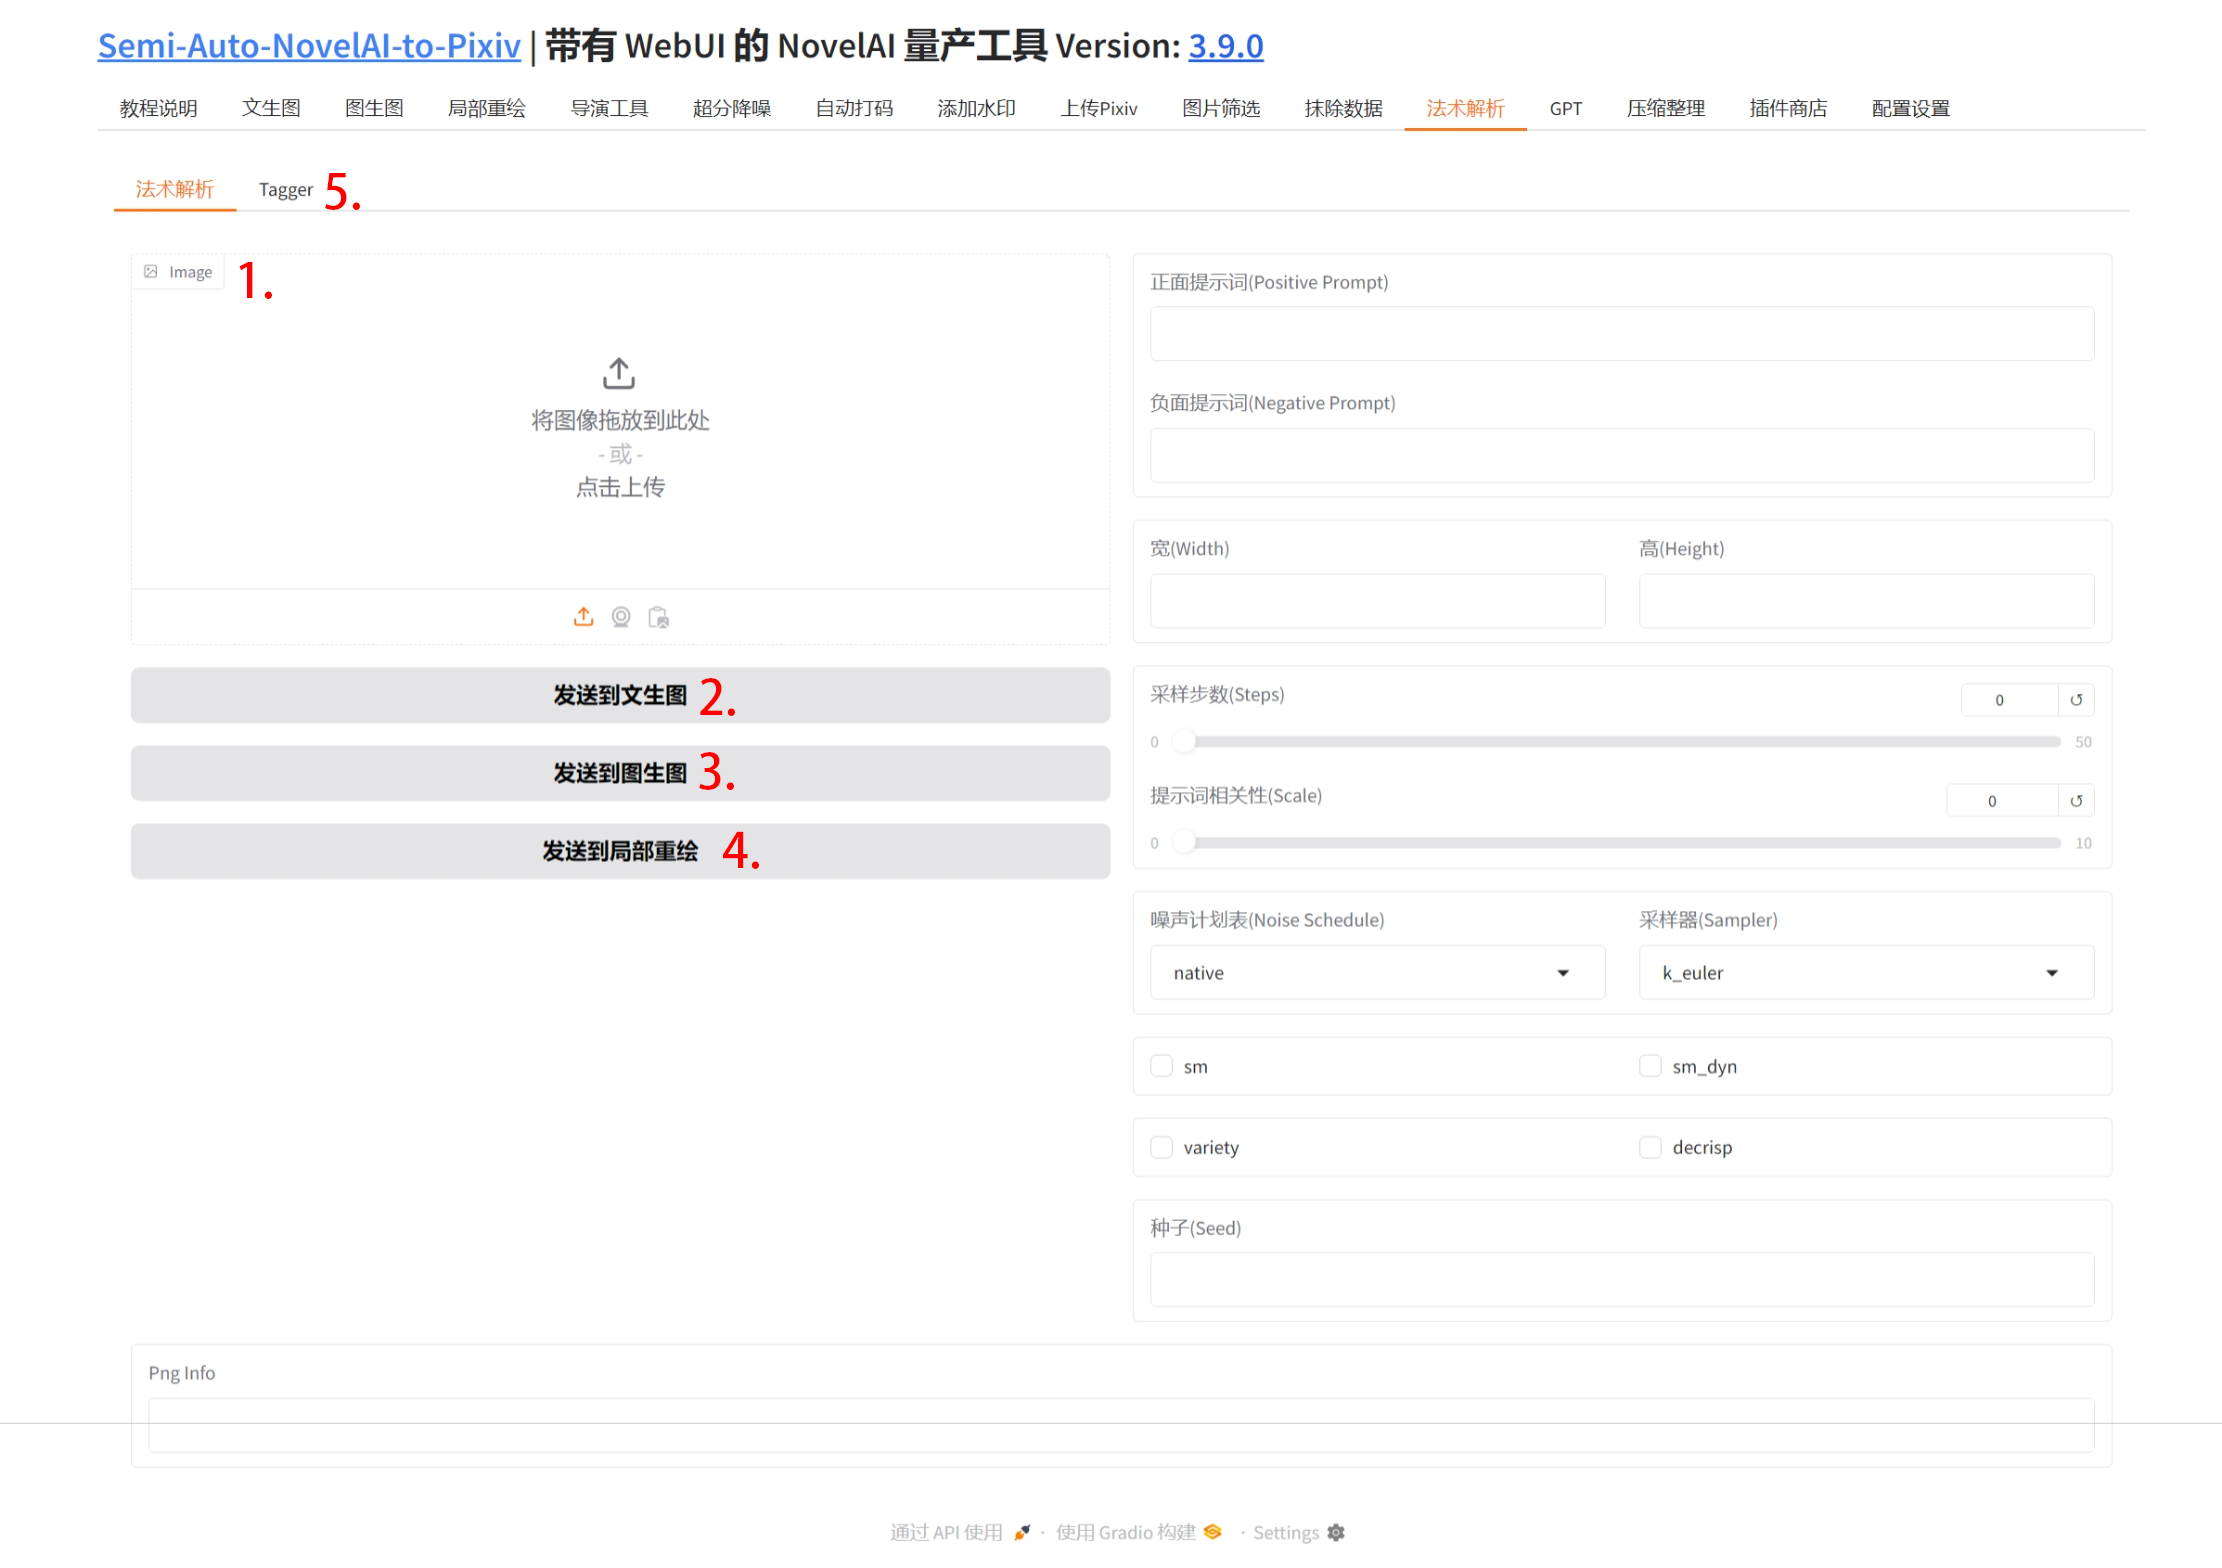 Semi-Auto-NovelAI-to-Pixiv | 带有 WebUI 的 NovelAI 量产工具 Version: 3.9.0
教程说明 文生图 图生图 局部重绘 导演工具 超分降噪 自动打码 添加水印 上传Pixiv 图片筛选 抹除数据 法术解析 GPT 压缩整理 插件商店 配置设置
法术解析 Tagger 5.
Image 1.
将图像拖放到此处
- 或 -
点击上传
发送到文生图 2.
发送到图生图 3.
发送到局部重绘 4.
正面提示词(Positive Prompt)
负面提示词(Negative Prompt)
宽(Width) 高(Height)
采样步数(Steps) 0 ↺
0 50
提示词相关性(Scale) 0 ↺
0 10
噪声计划表(Noise Schedule) 采样器(Sampler)
native k_euler
sm sm_dyn
variety decrisp
种子(Seed)
Png Info
通过 API 使用 · 使用 Gradio 构建 · Settings